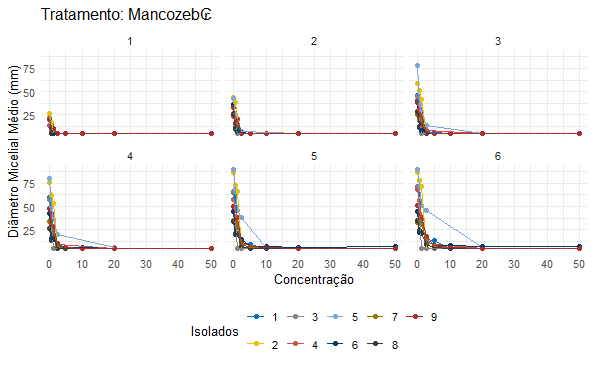 Tratamento: Mancozeb₢
1 2 3
Diâmetro Micelial Médio (mm)
75
50
25
4 5 6
75
50
25
0 10 20 30 40 50 0 10 20 30 40 50 0 10 20 30 40 50
Concentração
Isolados
1 3 5 7 9
2 4 6 8